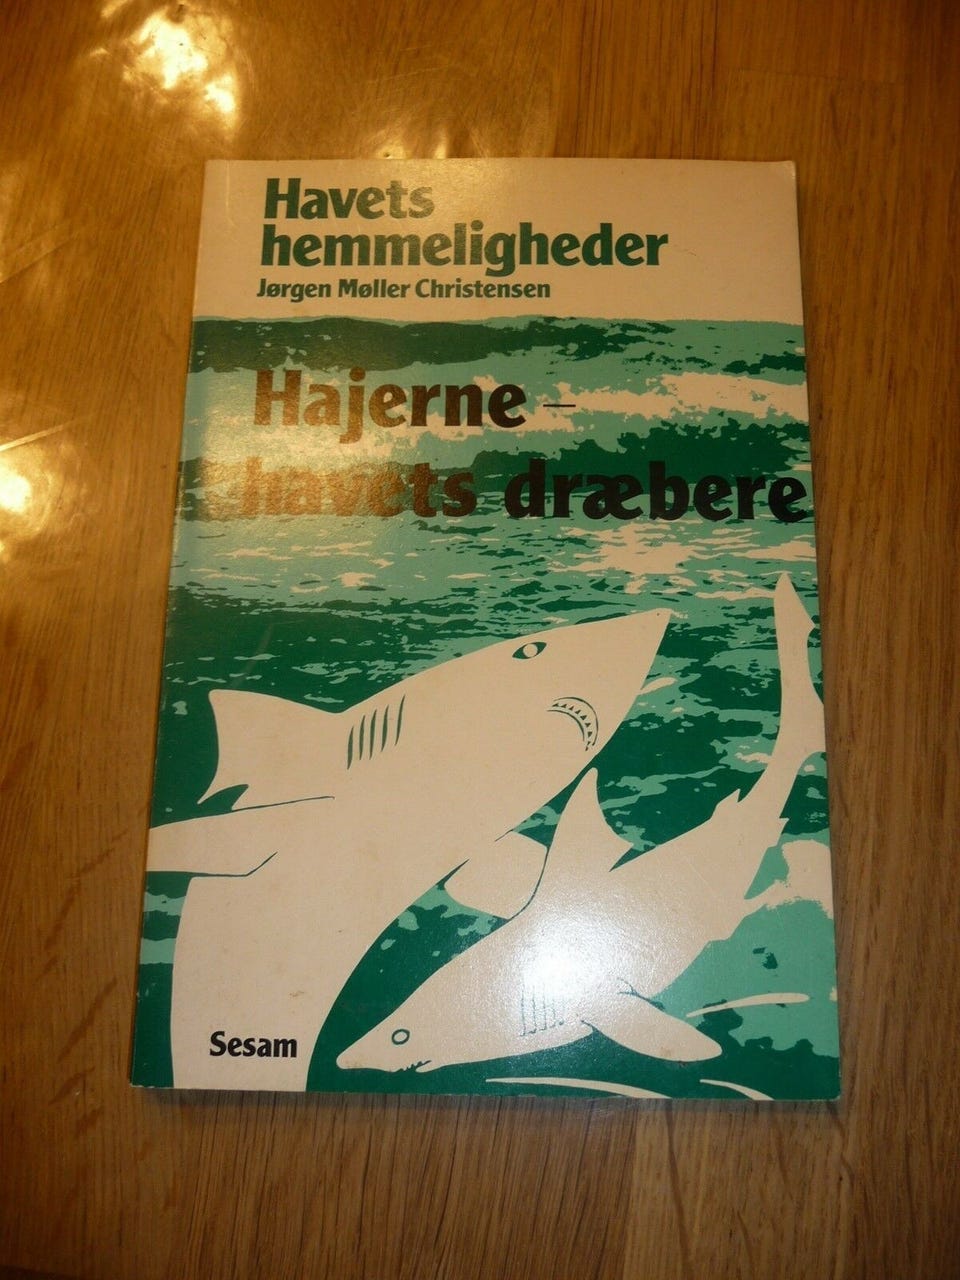 Havets
hemmeligheder
Jørgen Møller Christensen
Hajerne –
havets dræbere
Sesam